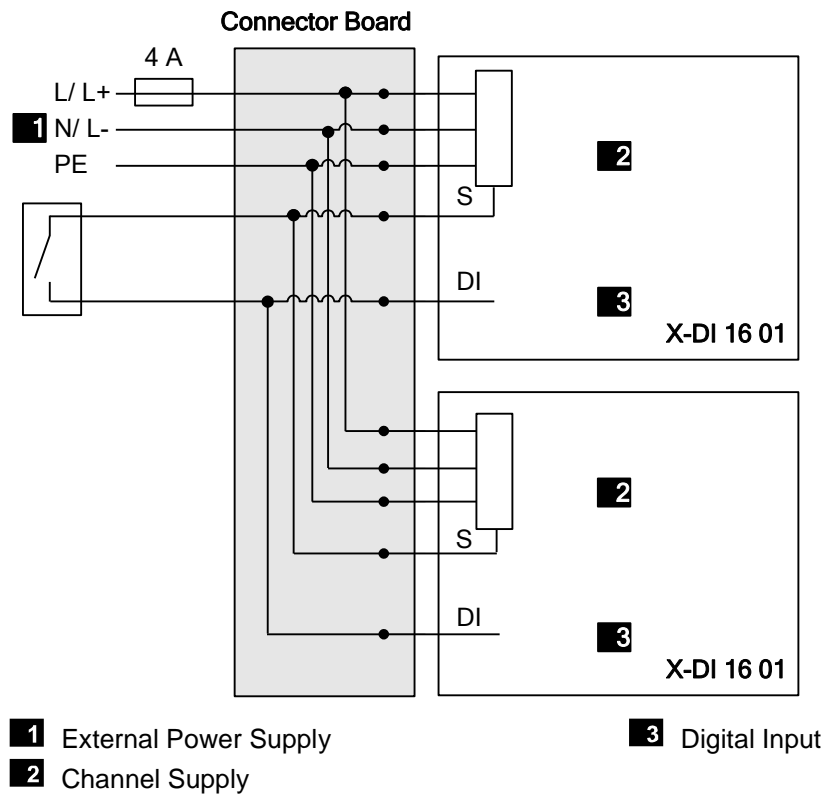 Connector Board
4 A
L/ L+
1 N/ L-
PE
2
S
DI
3
X-DI 16 01
2
S
DI
3
X-DI 16 01
1 External Power Supply
3 Digital Input
2 Channel Supply